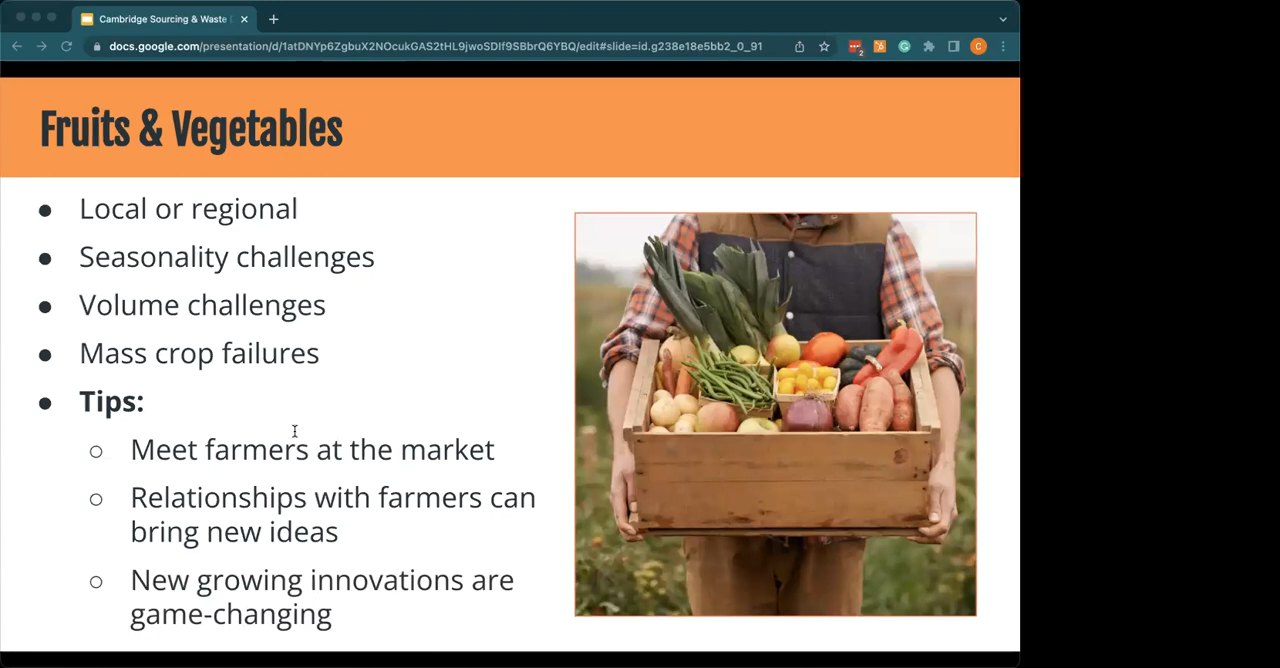 Cambridge Sourcing & Waste
docs.google.com/presentation/d/1atDNYp6ZgbuX2NOcukGAS2tHL9jwoSDIf9SBbrQ6YBQ/edit#slide=id.g238e18e5bb2_0_91
2
C
Fruits & Vegetables
● Local or regional
● Seasonality challenges
● Volume challenges
● Mass crop failures
● Tips:
○ Meet farmers at the market
○ Relationships with farmers can
bring new ideas
○ New growing innovations are
game-changing